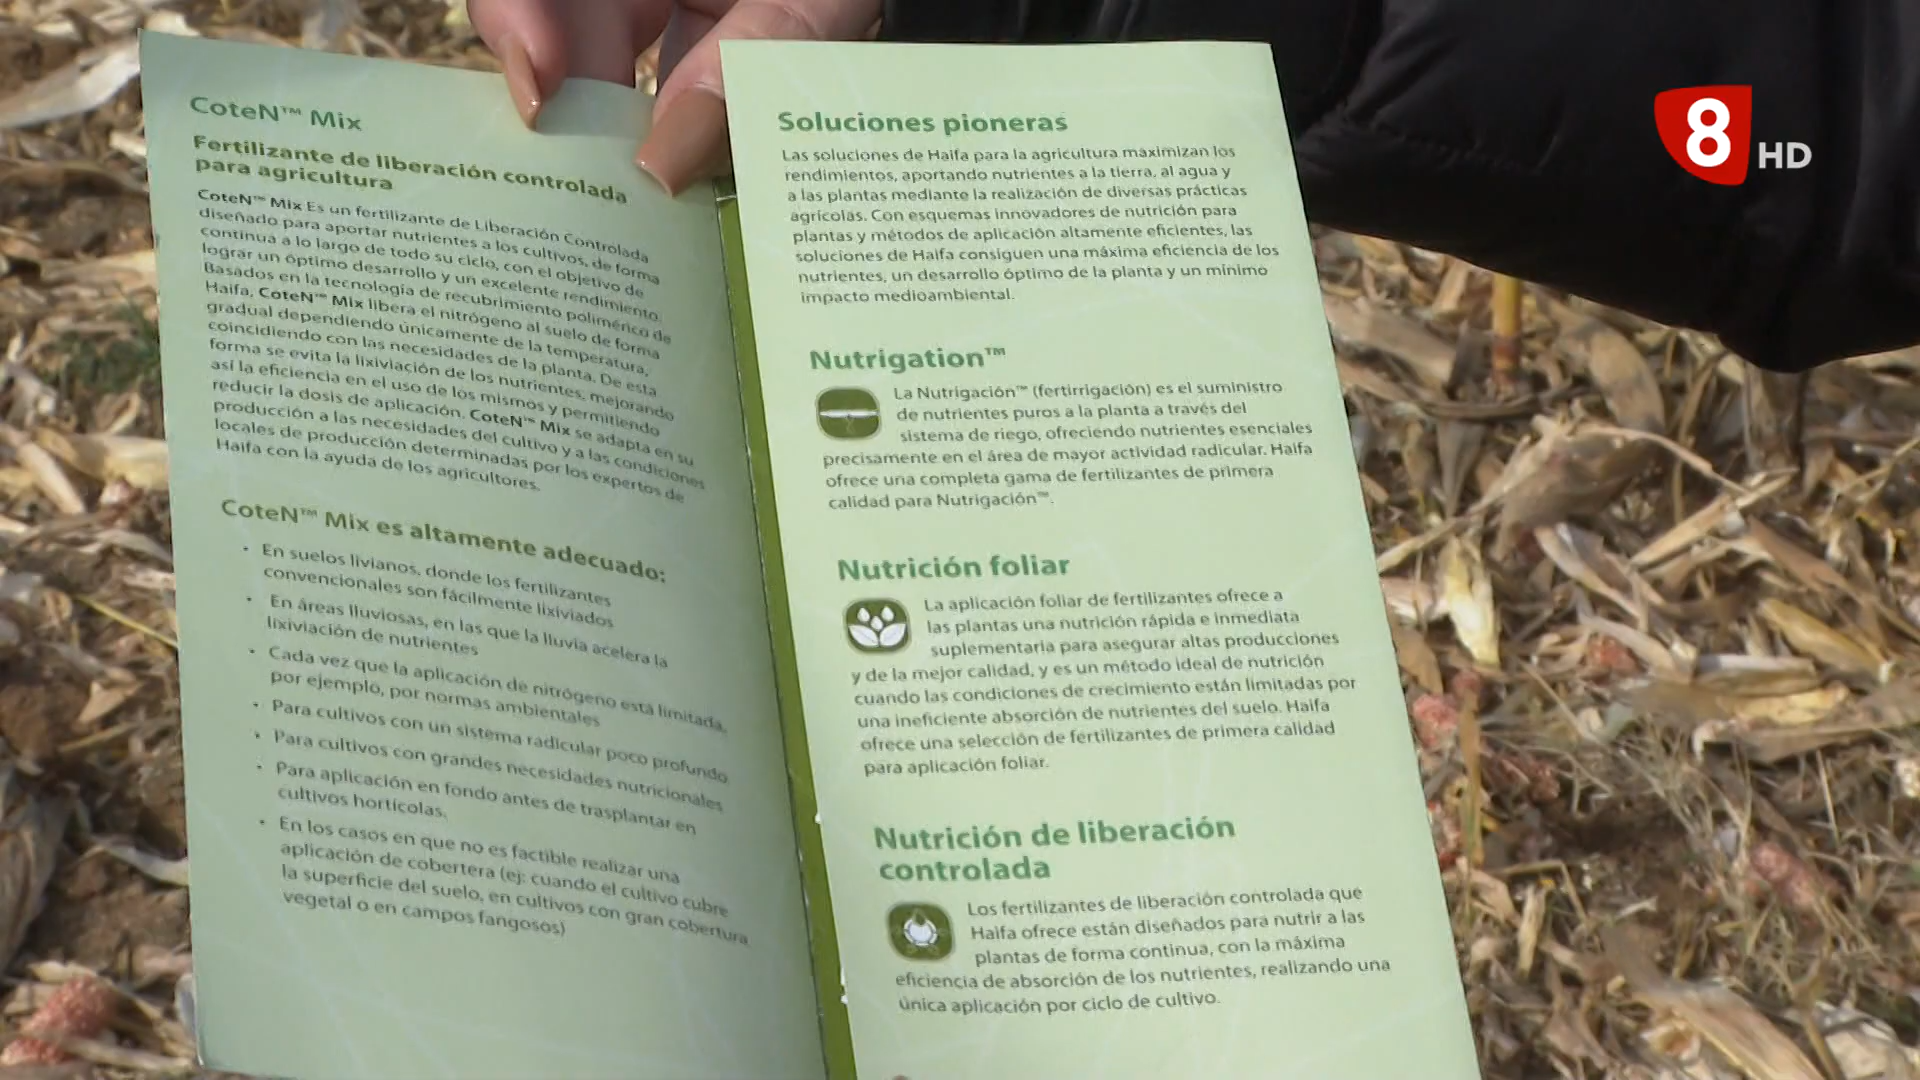 CoteN™ Mix
Fertilizante de liberación controlada
para agricultura
CoteN™ Mix Es un fertilizante de Liberación Controlada
diseñado para aportar nutrientes a los cultivos, de forma
continua a lo largo de todo su ciclo, con el objetivo de
lograr un óptimo desarrollo y un excelente rendimiento.
Basados en la tecnología de recubrimiento polimérico de
Haifa, CoteN™ Mix libera el nitrógeno al suelo de forma
gradual dependiendo únicamente de la temperatura,
coincidiendo con las necesidades de la planta. De esta
forma se evita la lixiviación de los nutrientes, mejorando
así la eficiencia en el uso de los mismos y permitiendo
reducir la dosis de aplicación. CoteN™ Mix se adapta en su
producción a las necesidades del cultivo y a las condiciones
locales de producción determinadas por los expertos de
Haifa con la ayuda de los agricultores.
CoteN™ Mix es altamente adecuado:
• En suelos livianos, donde los fertilizantes
convencionales son fácilmente lixiviados
• En áreas lluviosas, en las que la lluvia acelera la
lixiviación de nutrientes
• Cada vez que la aplicación de nitrógeno está limitada,
por ejemplo, por normas ambientales
• Para cultivos con un sistema radicular poco profundo
• Para cultivos con grandes necesidades nutricionales
• Para aplicación en fondo antes de trasplantar en
cultivos hortícolas.
• En los casos en que no es factible realizar una
aplicación de cobertera (ej: cuando el cultivo cubre
la superficie del suelo, en cultivos con gran cobertura
vegetal o en campos fangosos)
Soluciones pioneras
Las soluciones de Haifa para la agricultura maximizan los
rendimientos, aportando nutrientes a la tierra, al agua y
a las plantas mediante la realización de diversas prácticas
agrícolas. Con esquemas innovadores de nutrición para
plantas y métodos de aplicación altamente eficientes, las
soluciones de Haifa consiguen una máxima eficiencia de los
nutrientes, un desarrollo óptimo de la planta y un mínimo
impacto medioambiental.
Nutrigation™
La Nutrigación™ (fertirrigación) es el suministro
de nutrientes puros a la planta a través del
sistema de riego, ofreciendo nutrientes esenciales
precisamente en el área de mayor actividad radicular. Haifa
ofrece una completa gama de fertilizantes de primera
calidad para Nutrigación™.
Nutrición foliar
La aplicación foliar de fertilizantes ofrece a
las plantas una nutrición rápida e inmediata
suplementaria para asegurar altas producciones
y de la mejor calidad, y es un método ideal de nutrición
cuando las condiciones de crecimiento están limitadas por
una ineficiente absorción de nutrientes del suelo. Haifa
ofrece una selección de fertilizantes de primera calidad
para aplicación foliar.
Nutrición de liberación
controlada
Los fertilizantes de liberación controlada que
Haifa ofrece están diseñados para nutrir a las
plantas de forma continua, con la máxima
eficiencia de absorción de los nutrientes, realizando una
única aplicación por ciclo de cultivo.
8 HD